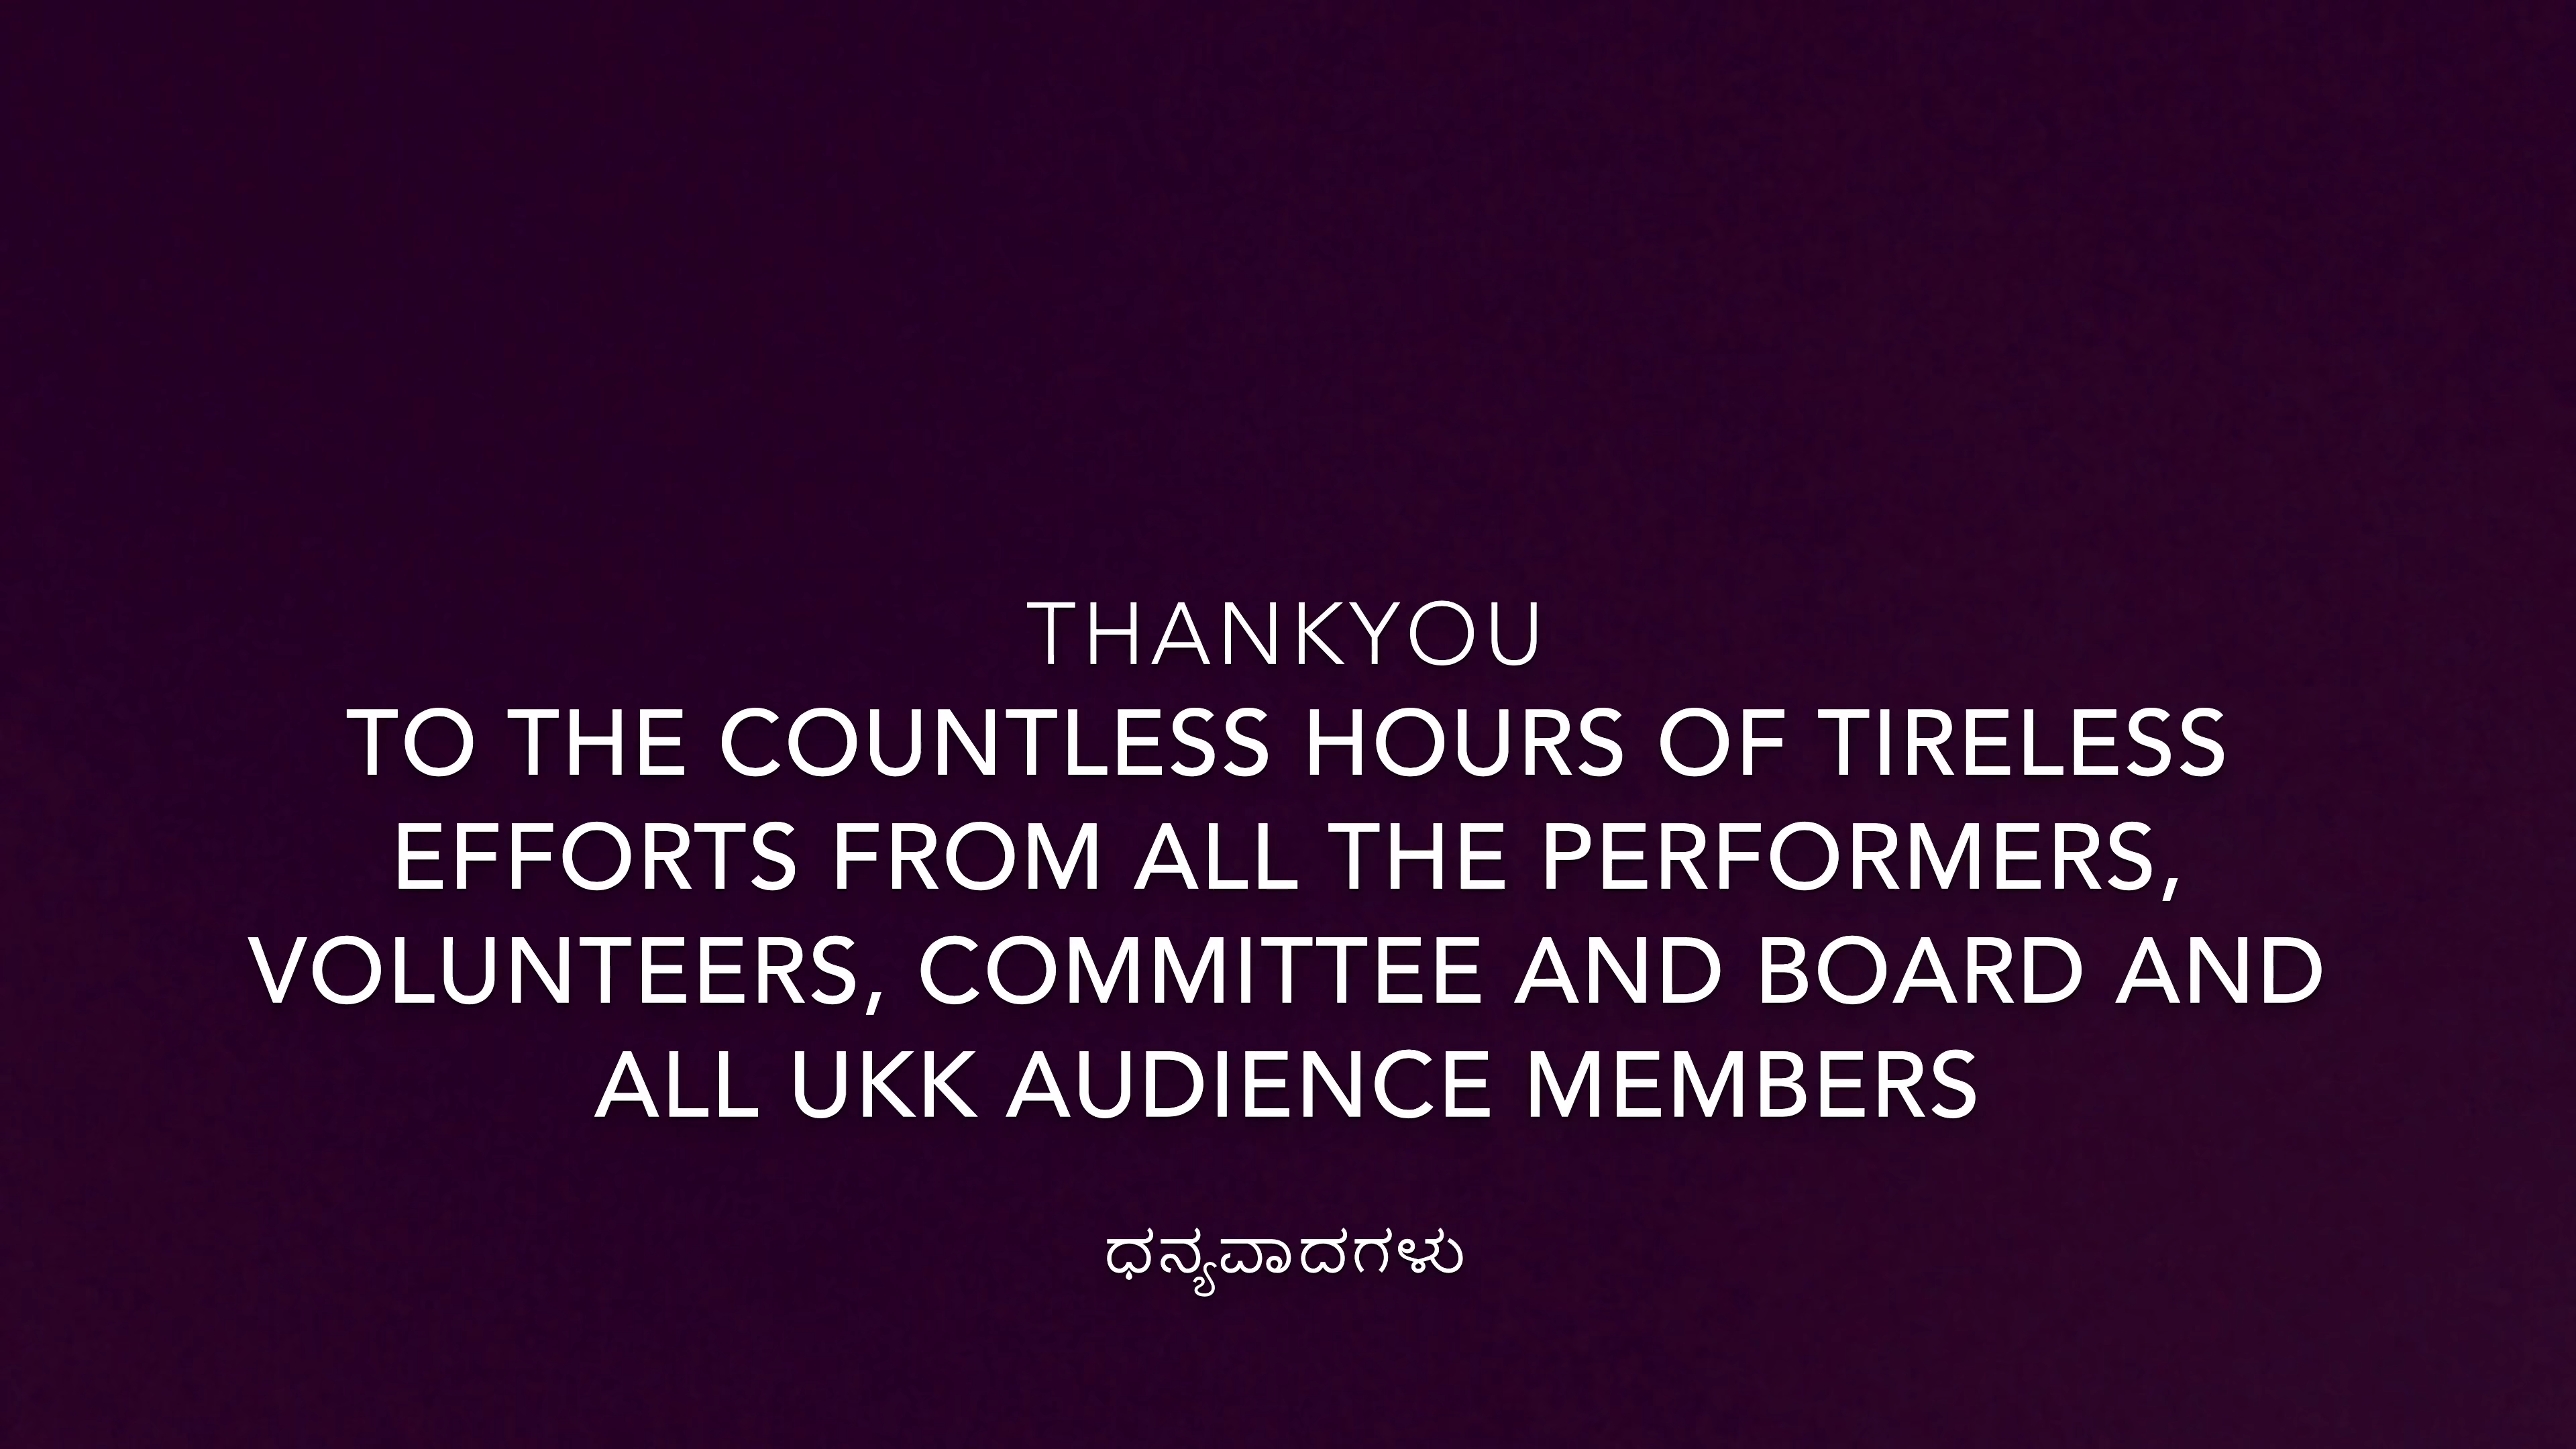 THANKYOU
TO THE COUNTLESS HOURS OF TIRELESS
EFFORTS FROM ALL THE PERFORMERS,
VOLUNTEERS, COMMITTEE AND BOARD AND
ALL UKK AUDIENCE MEMBERS
ಧನ್ಯವಾದಗಳು